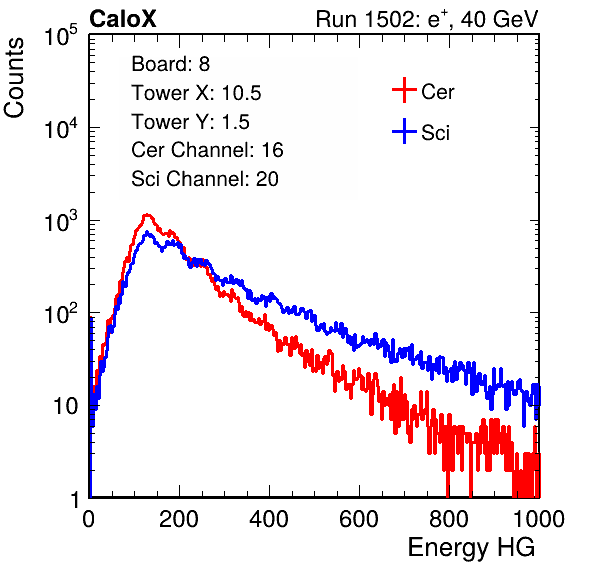 CaloX Run 1502: e⁺, 40 GeV
Counts
Board: 8
Tower X: 10.5
Tower Y: 1.5
Cer Channel: 16
Sci Channel: 20
Cer
Sci
10⁵
10⁴
10³
10²
10
1
0 200 400 600 800 1000
Energy HG